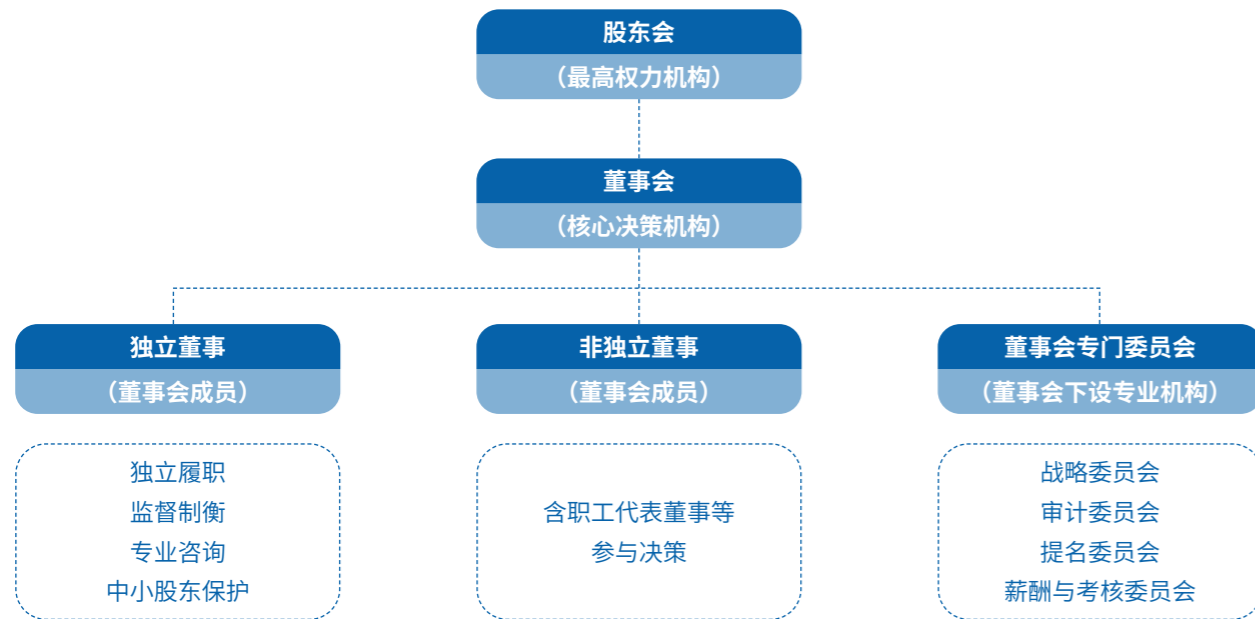 股东会
（最高权力机构）
董事会
（核心决策机构）
独立董事
（董事会成员）
独立履职
监督制衡
专业咨询
中小股东保护
非独立董事
（董事会成员）
含职工代表董事等
参与决策
董事会专门委员会
（董事会下设专业机构）
战略委员会
审计委员会
提名委员会
薪酬与考核委员会